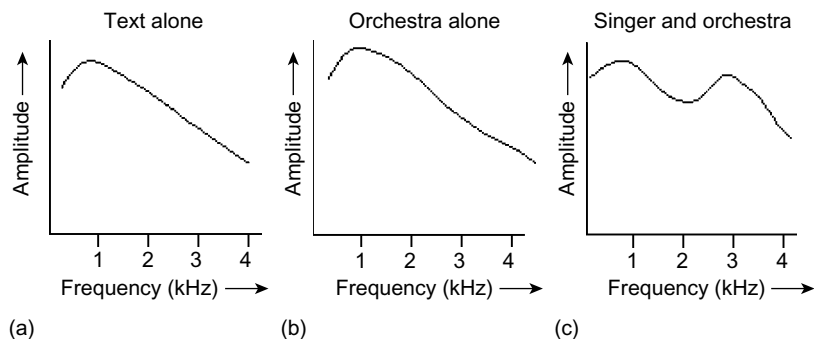 Text alone
Amplitude
1 2 3 4
Frequency (kHz)
(a)
Orchestra alone
Amplitude
1 2 3 4
Frequency (kHz)
(b)
Singer and orchestra
Amplitude
1 2 3 4
Frequency (kHz)
(c)